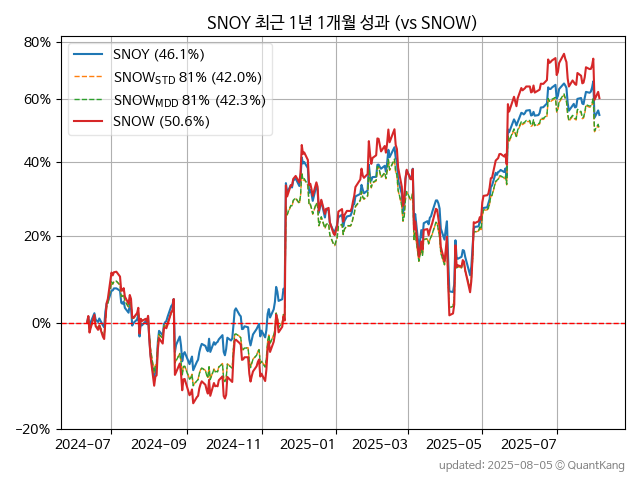 SNOY 최근 1년 1개월 성과 (vs SNOW)
80%
60%
40%
20%
0%
−20%
SNOY (46.1%)
SNOW_STD 81% (42.0%)
SNOW_MDD 81% (42.3%)
SNOW (50.6%)
2024-07
2024-09
2024-11
2025-01
2025-03
2025-05
2025-07
updated: 2025-08-05 © QuantKang